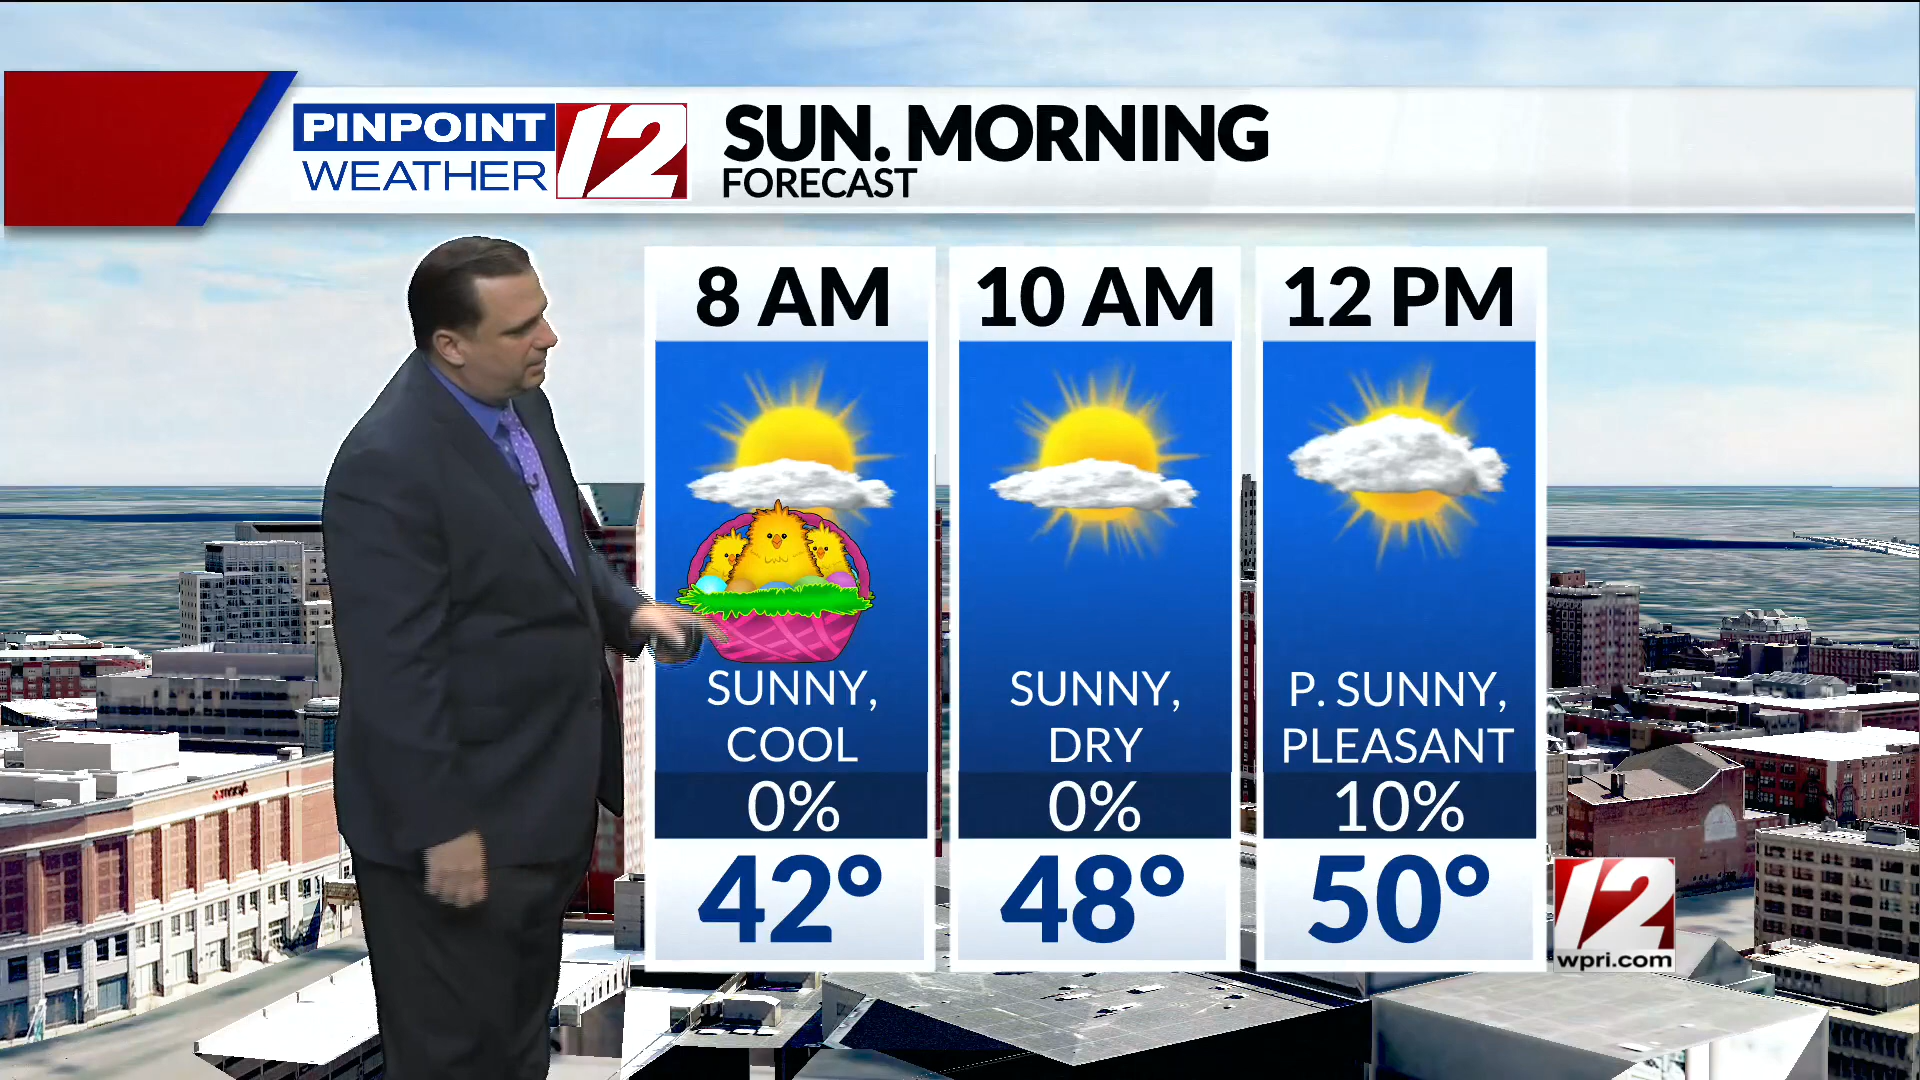 PINPOINT
WEATHER
12
SUN. MORNING
FORECAST
8 AM
10 AM
12 PM
SUNNY,
COOL
0%
42°
SUNNY,
DRY
0%
48°
P. SUNNY,
PLEASANT
10%
50°
12
wpri.com